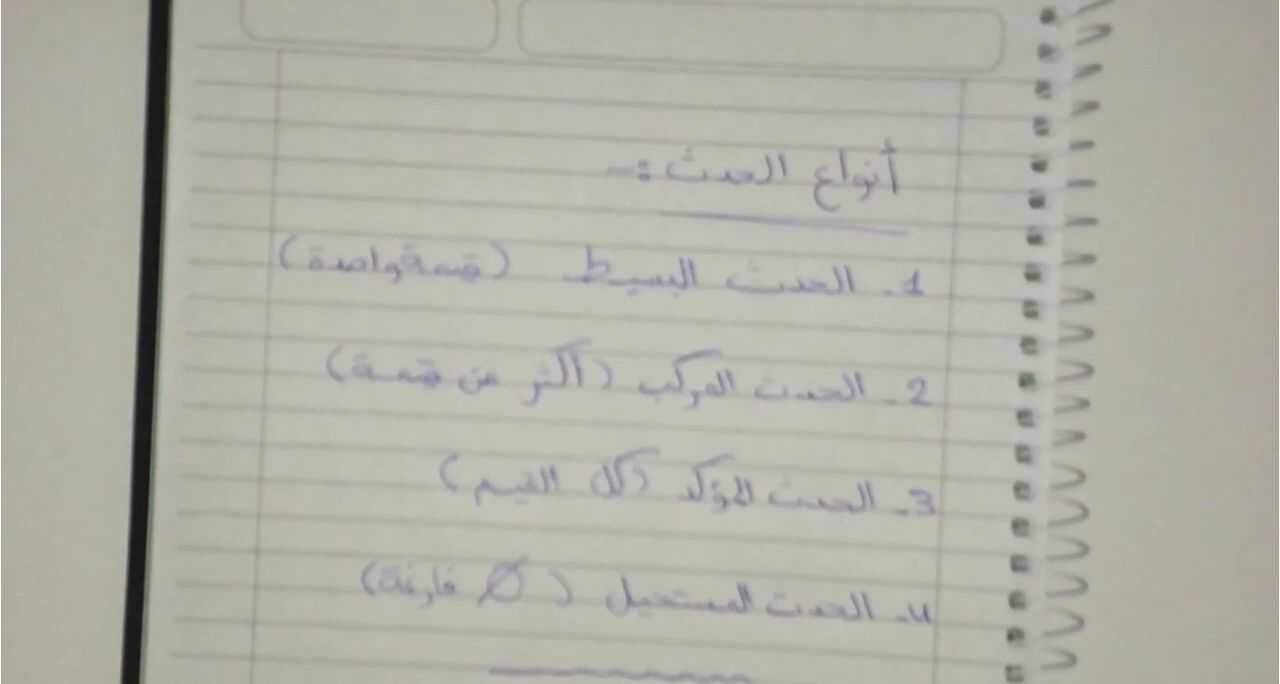 أنواع الحدث :-
1. الحدث البسيط (قيمة واحدة)
2. الحدث المركب (أكثر من قيمة)
3. الحدث المؤكد (كل القيم)
4. الحدث المستحيل (Ø فارغة)